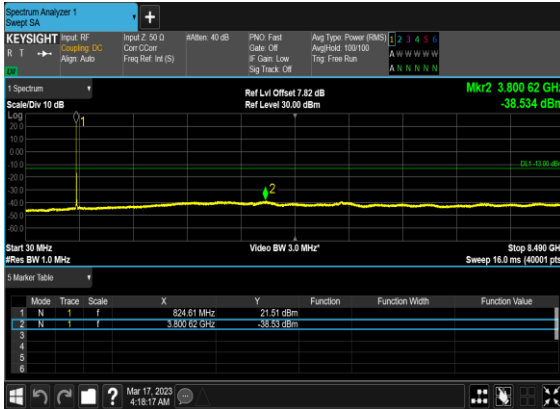 Spectrum Analyzer 1
Swept SA
+
KEYSIGHT Input: RF Input Z: 50 Ω #Atten: 40 dB PNO: Fast Avg Type: Power (RMS) 1 2 3 4 5 6
R T Coupling: DC Corr CCorr Gate: Off Avg|Hold: 100/100 A W W W W W
Align: Auto Freq Ref: Int (S) IF Gain: Low Trig: Free Run
Sig Track: Off A N N N N N
1 Spectrum Ref Lvl Offset 7.82 dB Mkr2 3.800 62 GHz
Scale/Div 10 dB Ref Level 30.00 dBm -38.534 dBm
Log
20.0
10.0
0.00
-10.0
-20.0
-30.0
-40.0
-50.0
-60.0
1
2
DL1 -13.00 dBm
Start 30 MHz Video BW 3.0 MHz* Stop 8.490 GHz
#Res BW 1.0 MHz Sweep 16.0 ms (40001 pts)
5 Marker Table
Mode Trace Scale X Y Function Function Width Function Value
1 N 1 f 824.61 MHz 21.51 dBm
2 N 1 f 3.800 62 GHz -38.53 dBm
3
4
5
6
? Mar 17, 2023
4:18:17 AM